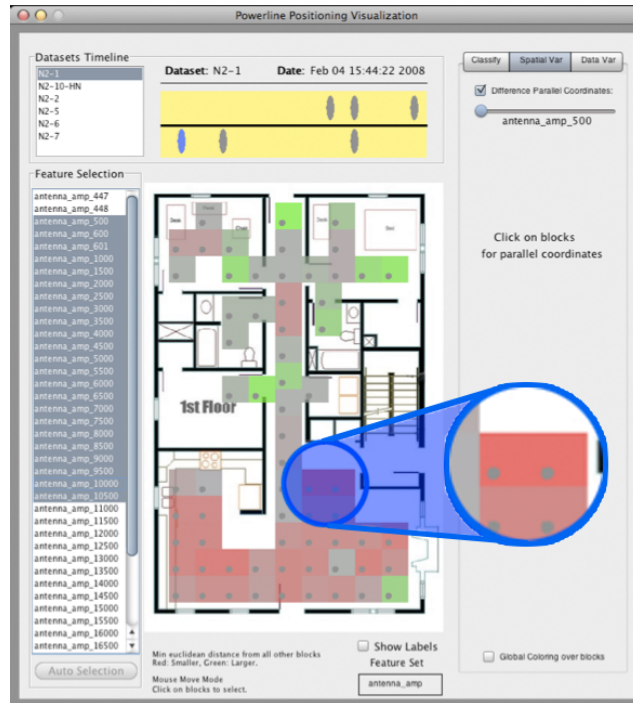 Powerline Positioning Visualization
Datasets Timeline
N2-1
N2-10-HN
N2-2
N2-5
N2-6
N2-7
Dataset: N2-1 Date: Feb 04 15:44:22 2008
Classify Spatial Var Data Var
Difference Parallel Coordinates:
antenna_amp_500
Click on blocks
for parallel coordinates
Feature Selection
antenna_amp_447
antenna_amp_448
antenna_amp_500
antenna_amp_600
antenna_amp_601
antenna_amp_1000
antenna_amp_1500
antenna_amp_2000
antenna_amp_2500
antenna_amp_3000
antenna_amp_3500
antenna_amp_4000
antenna_amp_4500
antenna_amp_5000
antenna_amp_5500
antenna_amp_6000
antenna_amp_6500
antenna_amp_7000
antenna_amp_7500
antenna_amp_8000
antenna_amp_8500
antenna_amp_9000
antenna_amp_9500
antenna_amp_10000
antenna_amp_10500
antenna_amp_11000
antenna_amp_11500
antenna_amp_12000
antenna_amp_12500
antenna_amp_13000
antenna_amp_13500
antenna_amp_14000
antenna_amp_14500
antenna_amp_15000
antenna_amp_15500
antenna_amp_16000
antenna_amp_16500
Auto Selection
Desk
Chair
Desk
Bed
1st Floor
Min euclidean distance from all other blocks
Red: Smaller, Green: Larger.
Mouse Move Mode
Click on blocks to select.
Show Labels
Feature Set
antenna_amp
Global Coloring over blocks